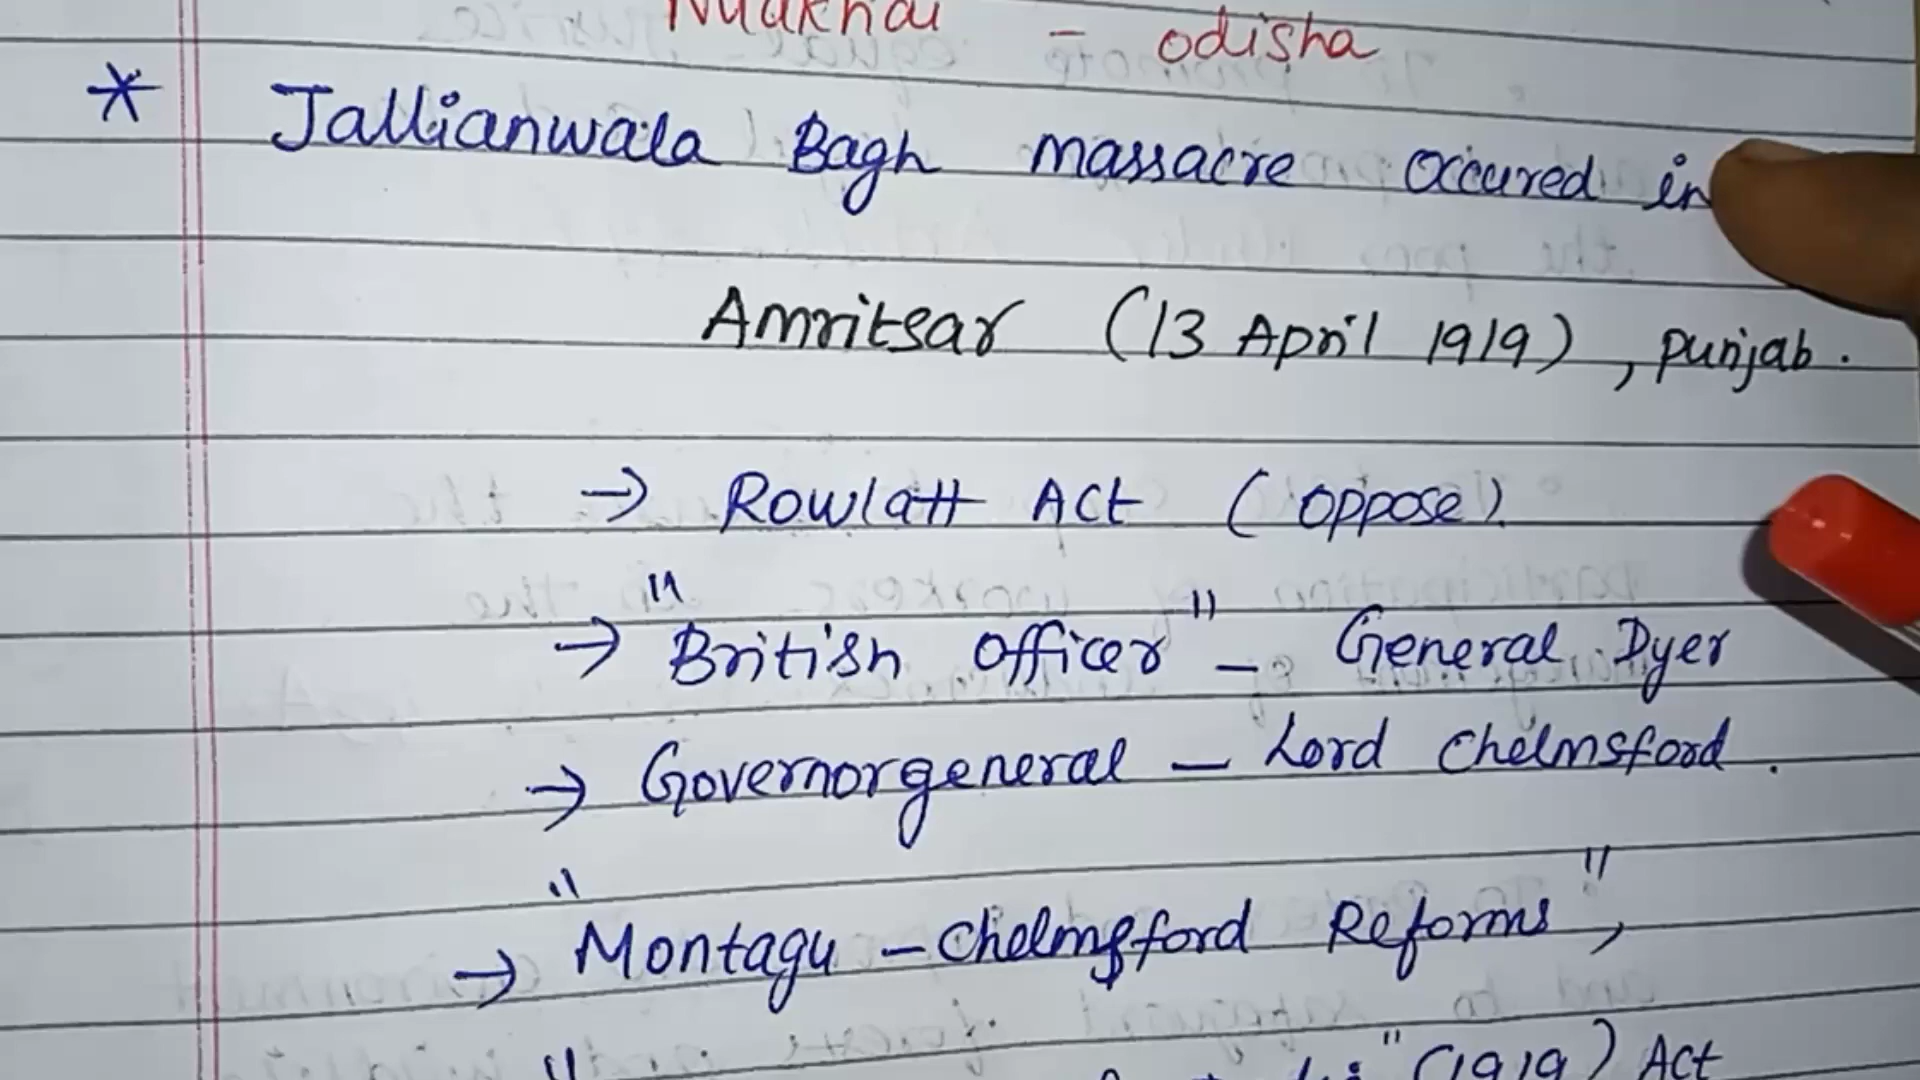 Nuakhai - odisha
* Jallianwala Bagh massacre occured in
Amritsar (13 April 1919), punjab.
→ Rowlatt Act (oppose)
→ "British officer" - General Dyer
→ Governorgeneral - Lord Chelmsford.
→ "Montagu - Chelmsford Reforms",
" (1919) Act